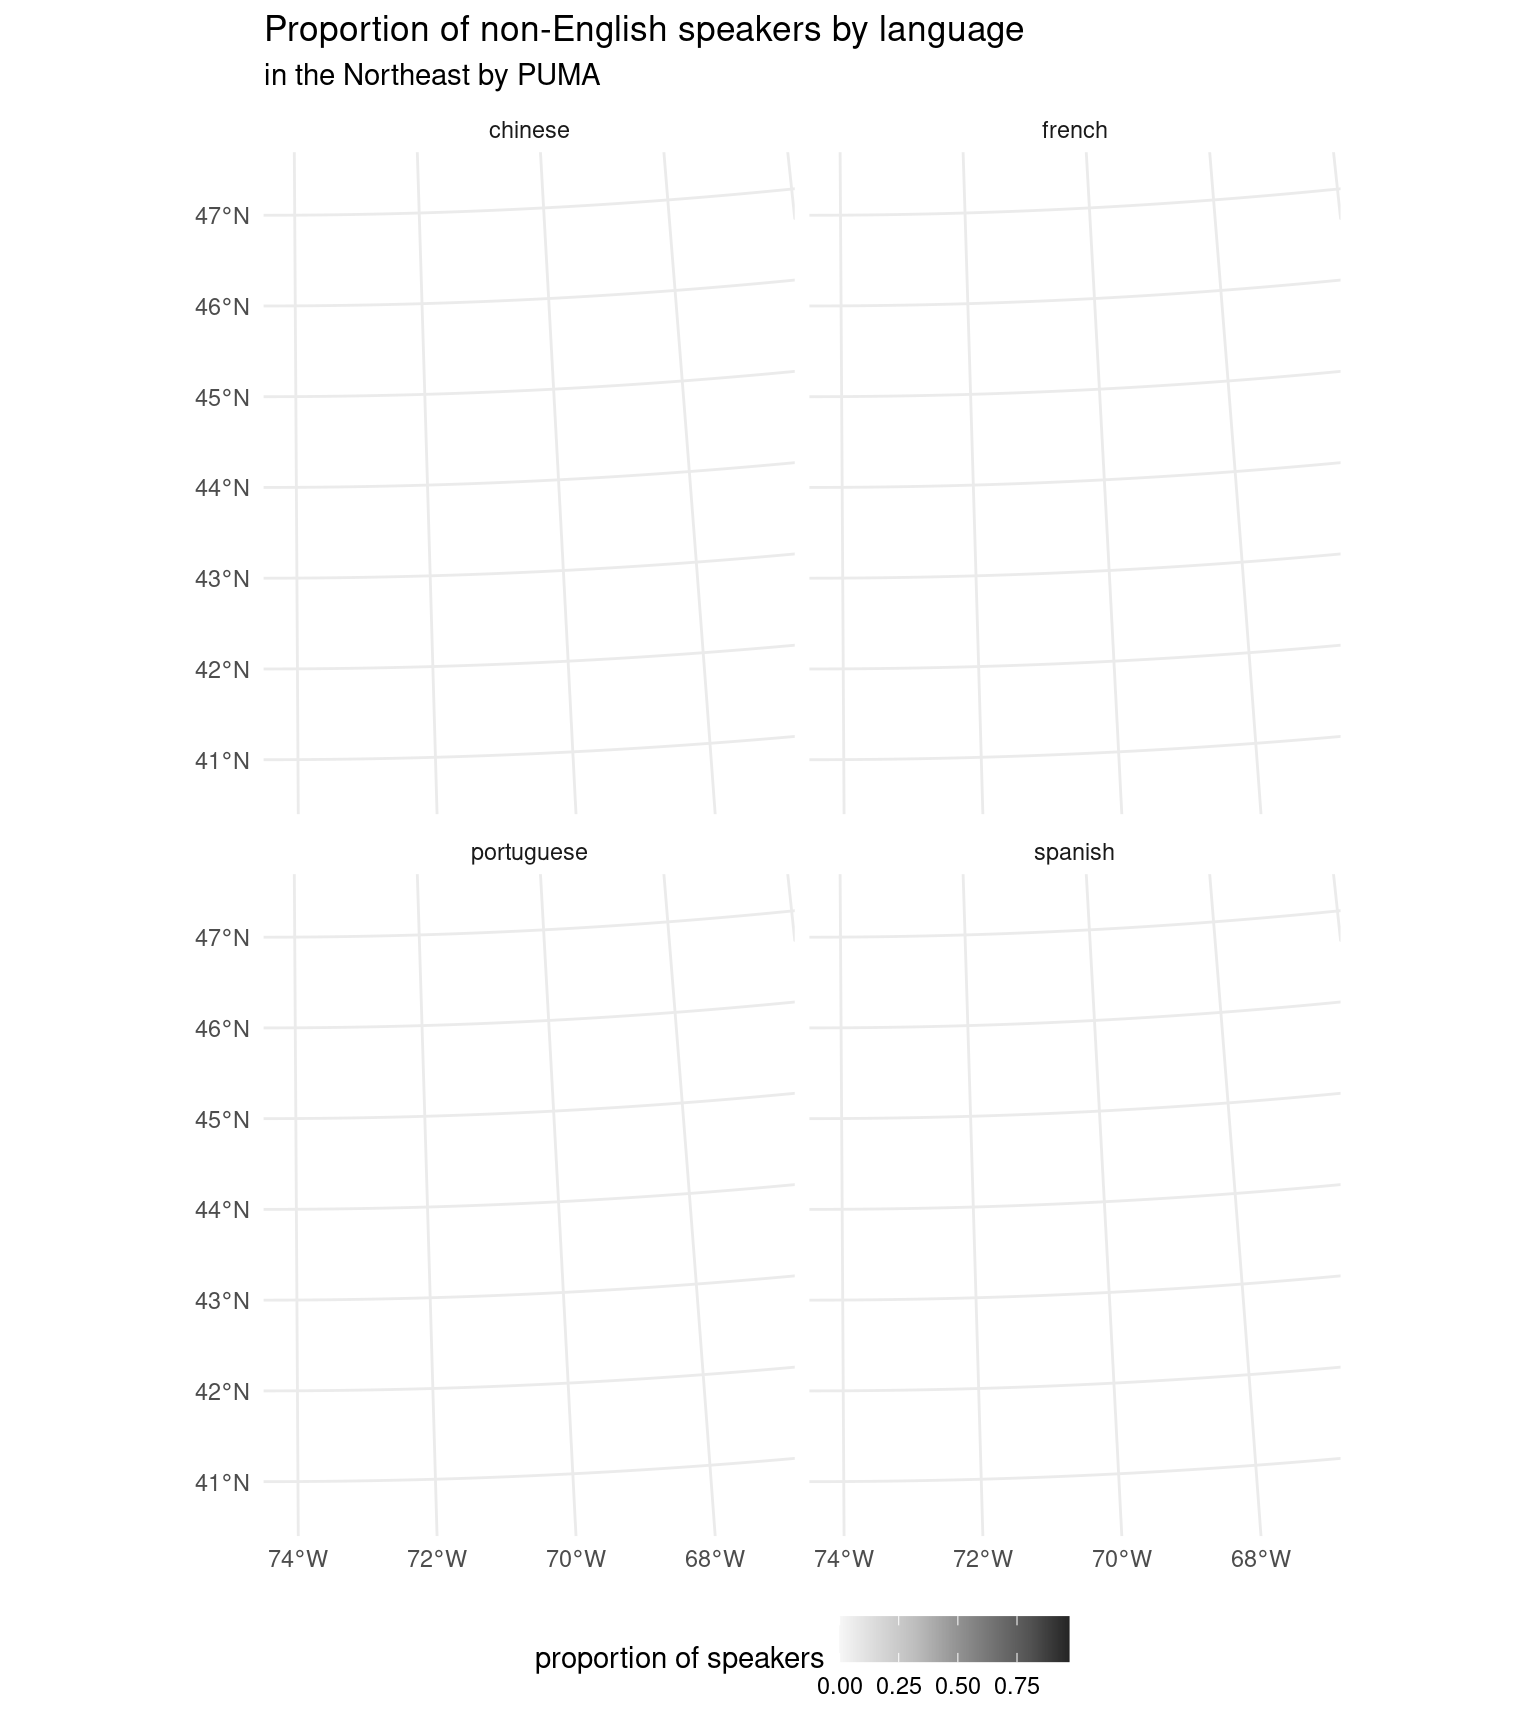 Proportion of non-English speakers by language
in the Northeast by PUMA
chinese
french
47°N
46°N
45°N
44°N
43°N
42°N
41°N
portuguese
spanish
47°N
46°N
45°N
44°N
43°N
42°N
41°N
74°W 72°W 70°W 68°W 74°W 72°W 70°W 68°W
proportion of speakers
0.00 0.25 0.50 0.75